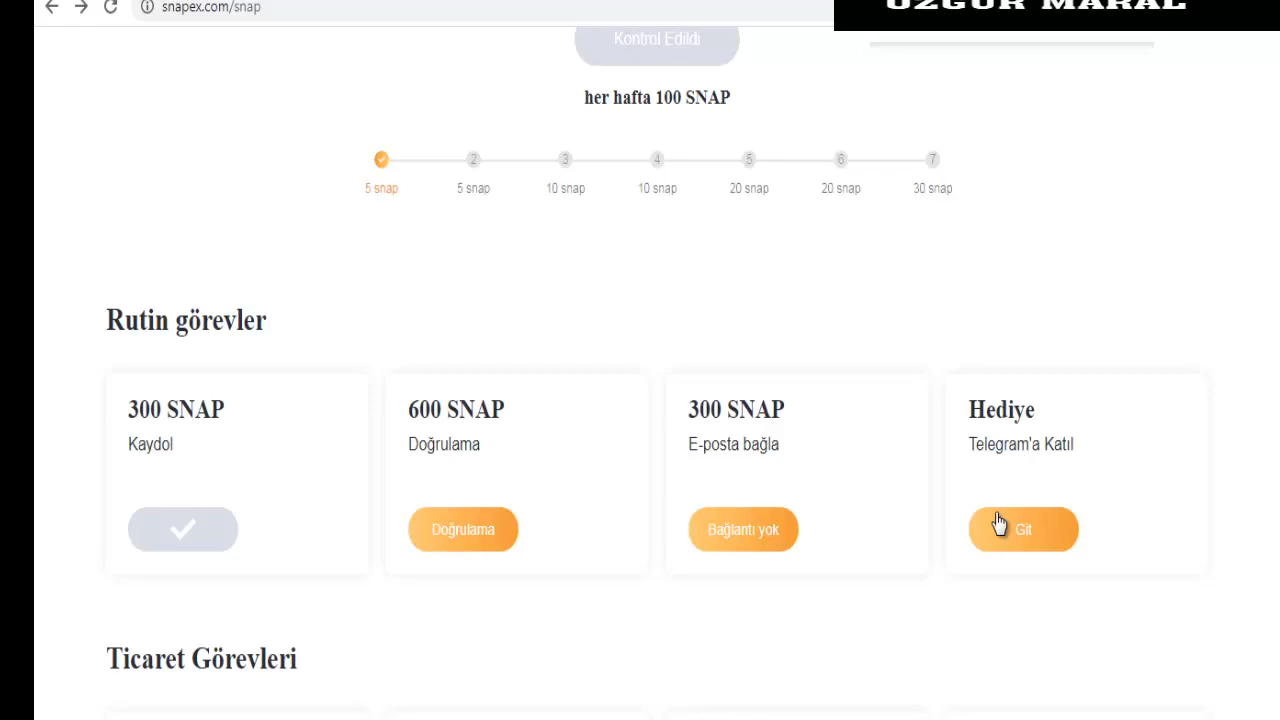 snapex.com/snap
ÖZGÜR MARAL
Kontrol Edildi
her hafta 100 SNAP
2 3 4 5 6 7
5 snap 5 snap 10 snap 10 snap 20 snap 20 snap 30 snap
Rutin görevler
300 SNAP 600 SNAP 300 SNAP Hediye
Kaydol Doğrulama E-posta bağla Telegram'a Katıl
Doğrulama Bağlantı yok Git
Ticaret Görevleri